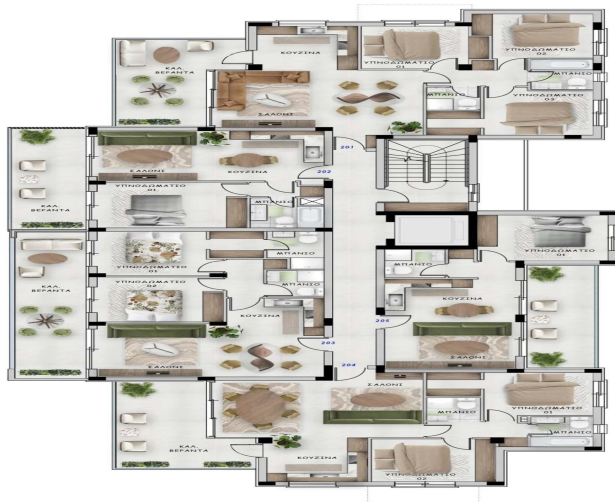 ΚΟΥΖΙΝΑ
ΥΠΝΟΔΩΜΑΤΙΟ
01
ΥΠΝΟΔΩΜΑΤΙΟ
02
ΚΑΛ.
ΒΕΡΑΝΤΑ
ΜΠΑΝΙΟ
ΜΠΑΝΙΟ
ΥΠΝΟΔΩΜΑΤΙΟ
03
ΣΑΛΟΝΙ
201
ΣΑΛΟΝΙ
ΚΟΥΖΙΝΑ
202
ΚΑΛ.
ΒΕΡΑΝΤΑ
ΥΠΝΟΔΩΜΑΤΙΟ
01
ΜΠΑΝΙΟ
ΜΠΑΝΙΟ
ΥΠΝΟΔΩΜΑΤΙΟ
01
ΜΠΑΝΙΟ
ΜΠΑΝΙΟ
ΥΠΝΟΔΩΜΑΤΙΟ
01
ΚΑΛ.
ΒΕΡΑΝΤΑ
ΥΠΝΟΔΩΜΑΤΙΟ
02
ΚΟΥΖΙΝΑ
ΚΟΥΖΙΝΑ
205
ΣΑΛΟΝΙ
203
ΣΑΛΟΝΙ
204
ΣΑΛΟΝΙ
ΜΠΑΝΙΟ
ΥΠΝΟΔΩΜΑΤΙΟ
01
ΜΠΑΝΙΟ
ΚΑΛ.
ΒΕΡΑΝΤΑ
ΚΟΥΖΙΝΑ
ΥΠΝΟΔΩΜΑΤΙΟ
02